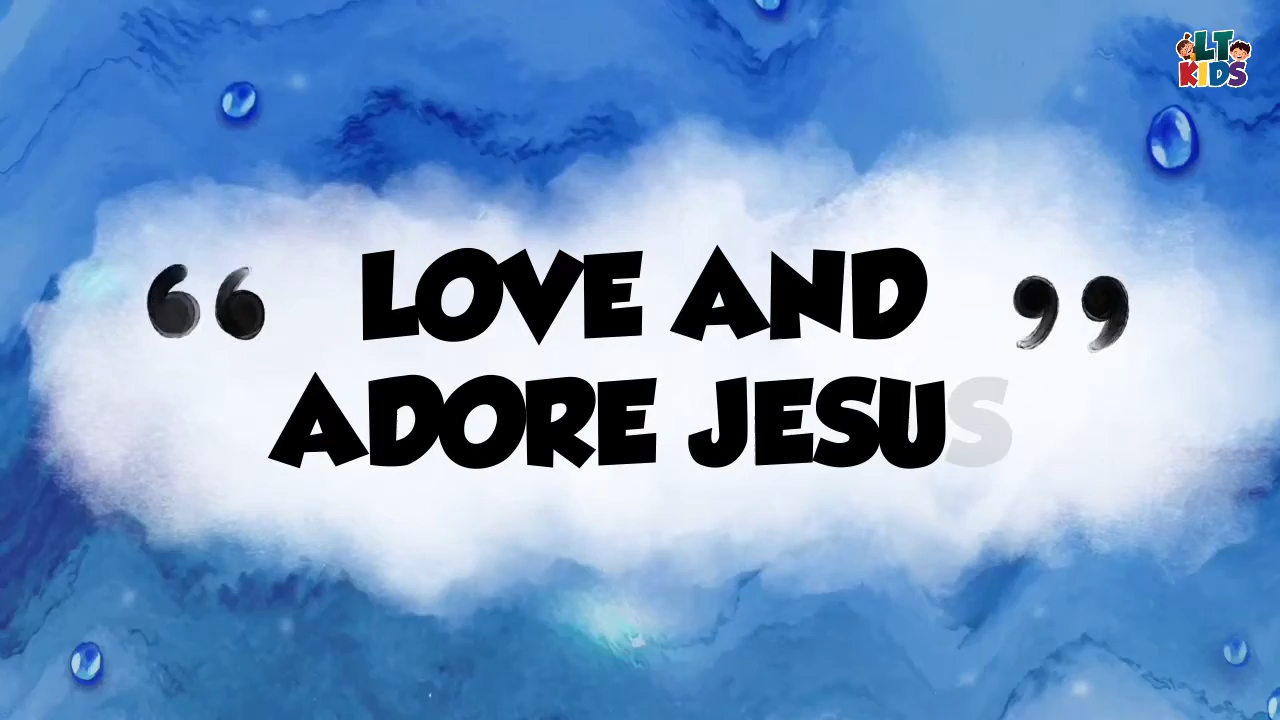 LT
KIDS
“ LOVE AND ”
ADORE JESUS